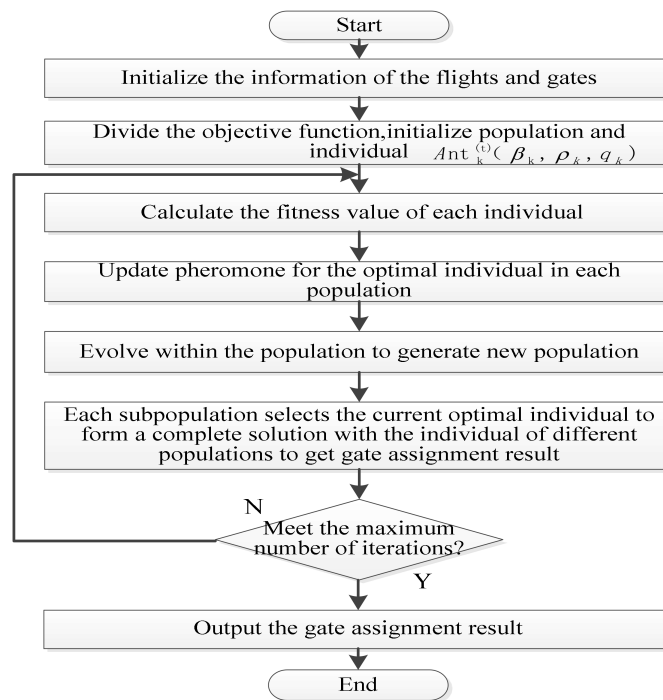 Start
Initialize the information of the flights and gates
Divide the objective function,initialize population and
individual Ant k (t) ( βk, ρk, qk)
Calculate the fitness value of each individual
Update pheromone for the optimal individual in each
population
Evolve within the population to generate new population
Each subpopulation selects the current optimal individual to
form a complete solution with the individual of different
populations to get gate assignment result
N
Meet the maximum
number of iterations?
Y
Output the gate assignment result
End